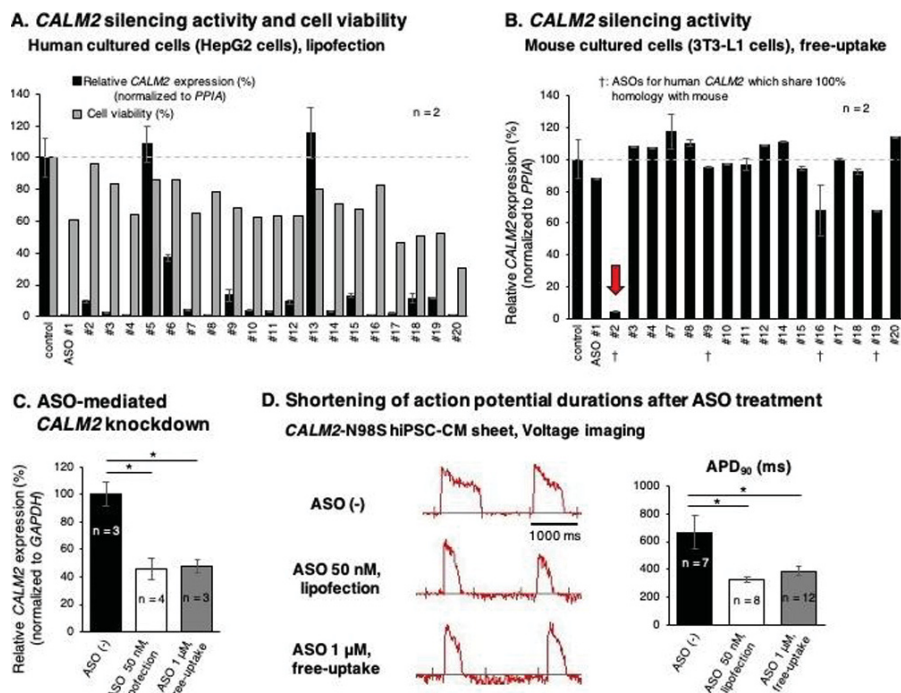 A. CALM2 silencing activity and cell viability
Human cultured cells (HepG2 cells), lipofection
Relative CALM2 expression (%)
(normalized to PPIA)
Cell viability (%)
n = 2
140
120
100
80
60
40
20
0
control
ASO #1
#2
#3
#4
#5
#6
#7
#8
#9
#10
#11
#12
#13
#14
#15
#16
#17
#18
#19
#20
B. CALM2 silencing activity
Mouse cultured cells (3T3-L1 cells), free-uptake
†: ASOs for human CALM2 which share 100%
homology with mouse
n = 2
Relative CALM2 expression (%)
(normalized to PPIA)
140
120
100
80
60
40
20
0
control
ASO #1
#2
#3
#4
#7
#8
#9
#10
#11
#12
#14
#15
#16
#17
#18
#19
#20
†
†
†
†
C. ASO-mediated
CALM2 knockdown
Relative CALM2 expression (%)
(normalized to GAPDH)
120
100
80
60
40
20
0
*
*
n = 3
n = 4
n = 3
ASO (-)
ASO 50 nM,
lipofection
ASO 1 µM,
free-uptake
D. Shortening of action potential durations after ASO treatment
CALM2-N98S hiPSC-CM sheet, Voltage imaging
ASO (-)
1000 ms
ASO 50 nM,
lipofection
ASO 1 µM,
free-uptake
APD90 (ms)
1000
800
600
400
200
0
*
*
n = 7
n = 8
n = 12
ASO (-)
ASO 50 nM,
lipofection
ASO 1 µM,
free-uptake